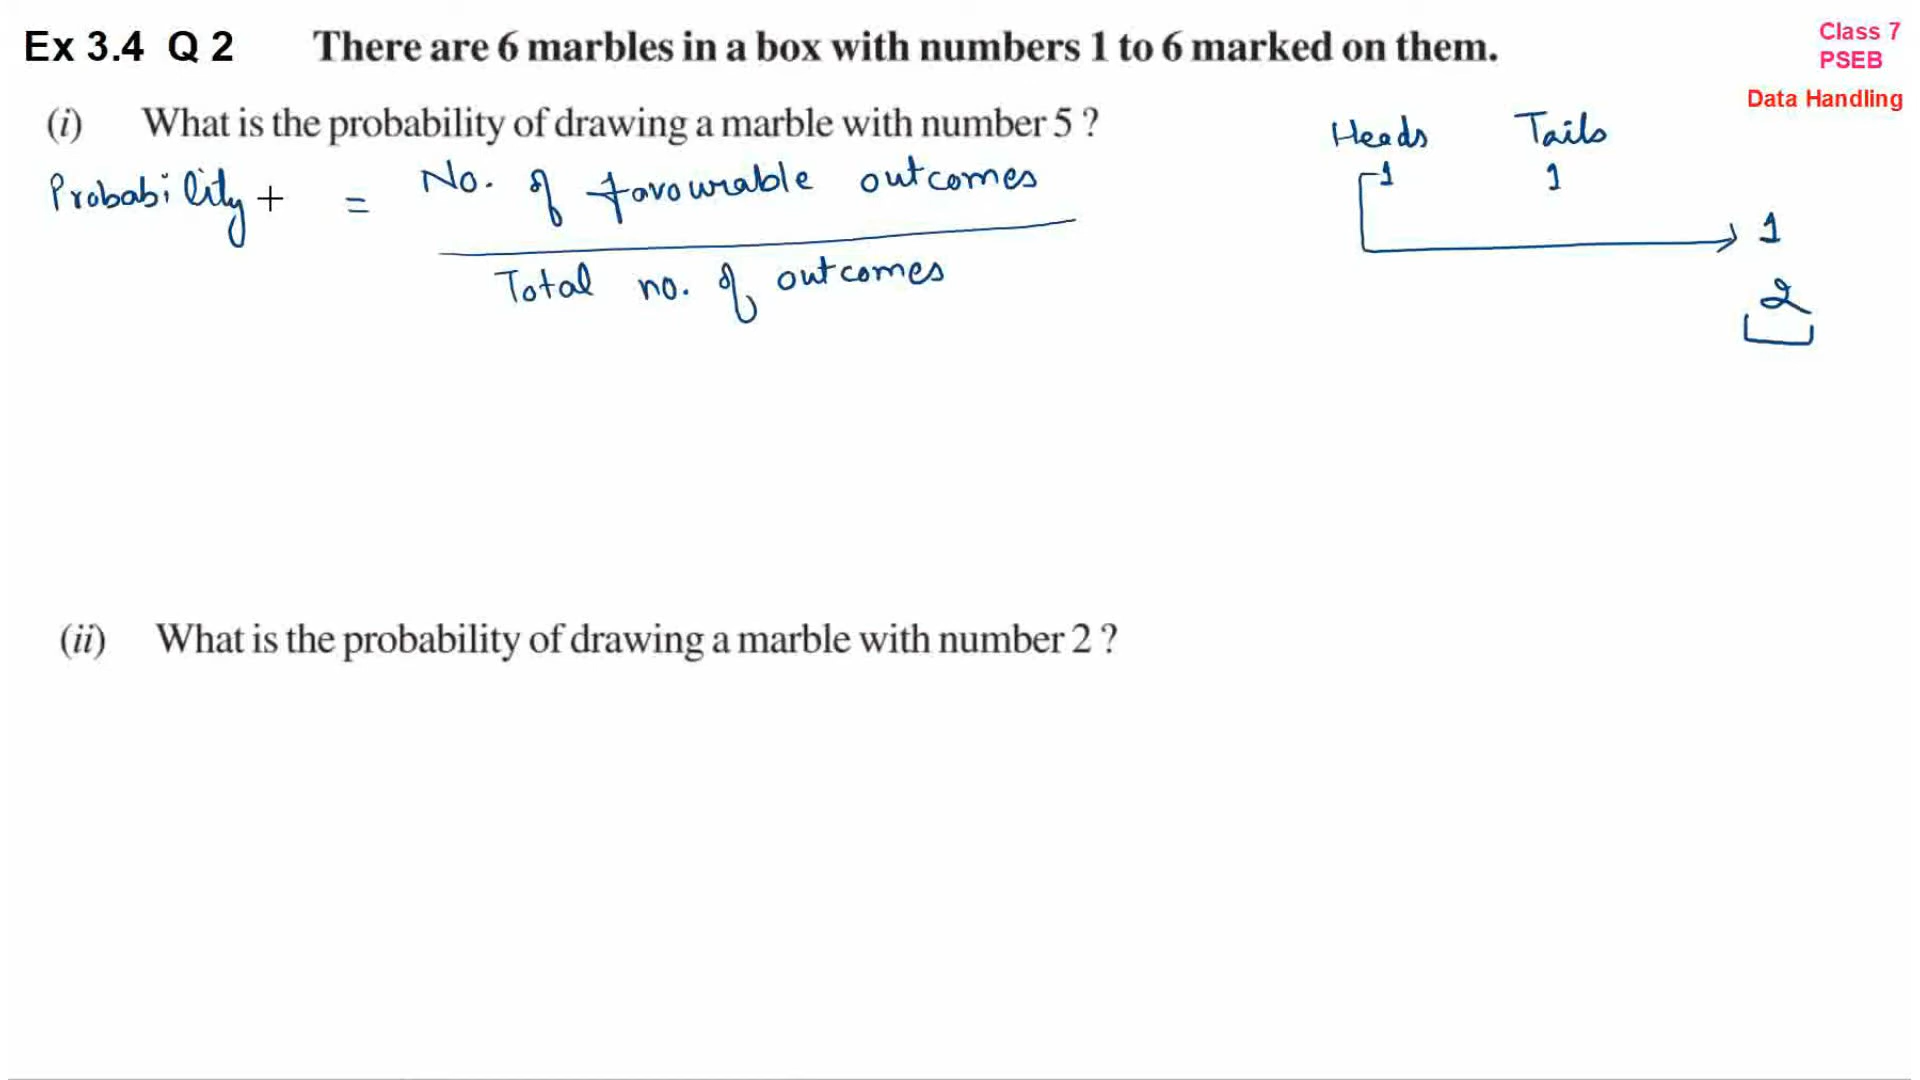 Ex 3.4 Q 2 There are 6 marbles in a box with numbers 1 to 6 marked on them.
Class 7
PSEB
Data Handling
(i) What is the probability of drawing a marble with number 5 ?
Heads Tails
1 1
Probability + = No. of favourable outcomes
Total no. of outcomes
1
2
(ii) What is the probability of drawing a marble with number 2 ?